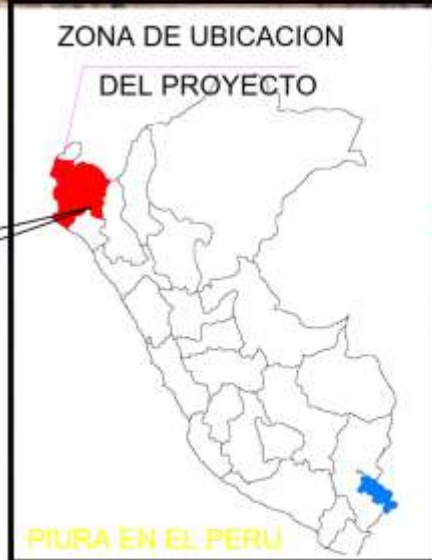 ZONA DE UBICACION
DEL PROYECTO
PIURA EN EL PERU